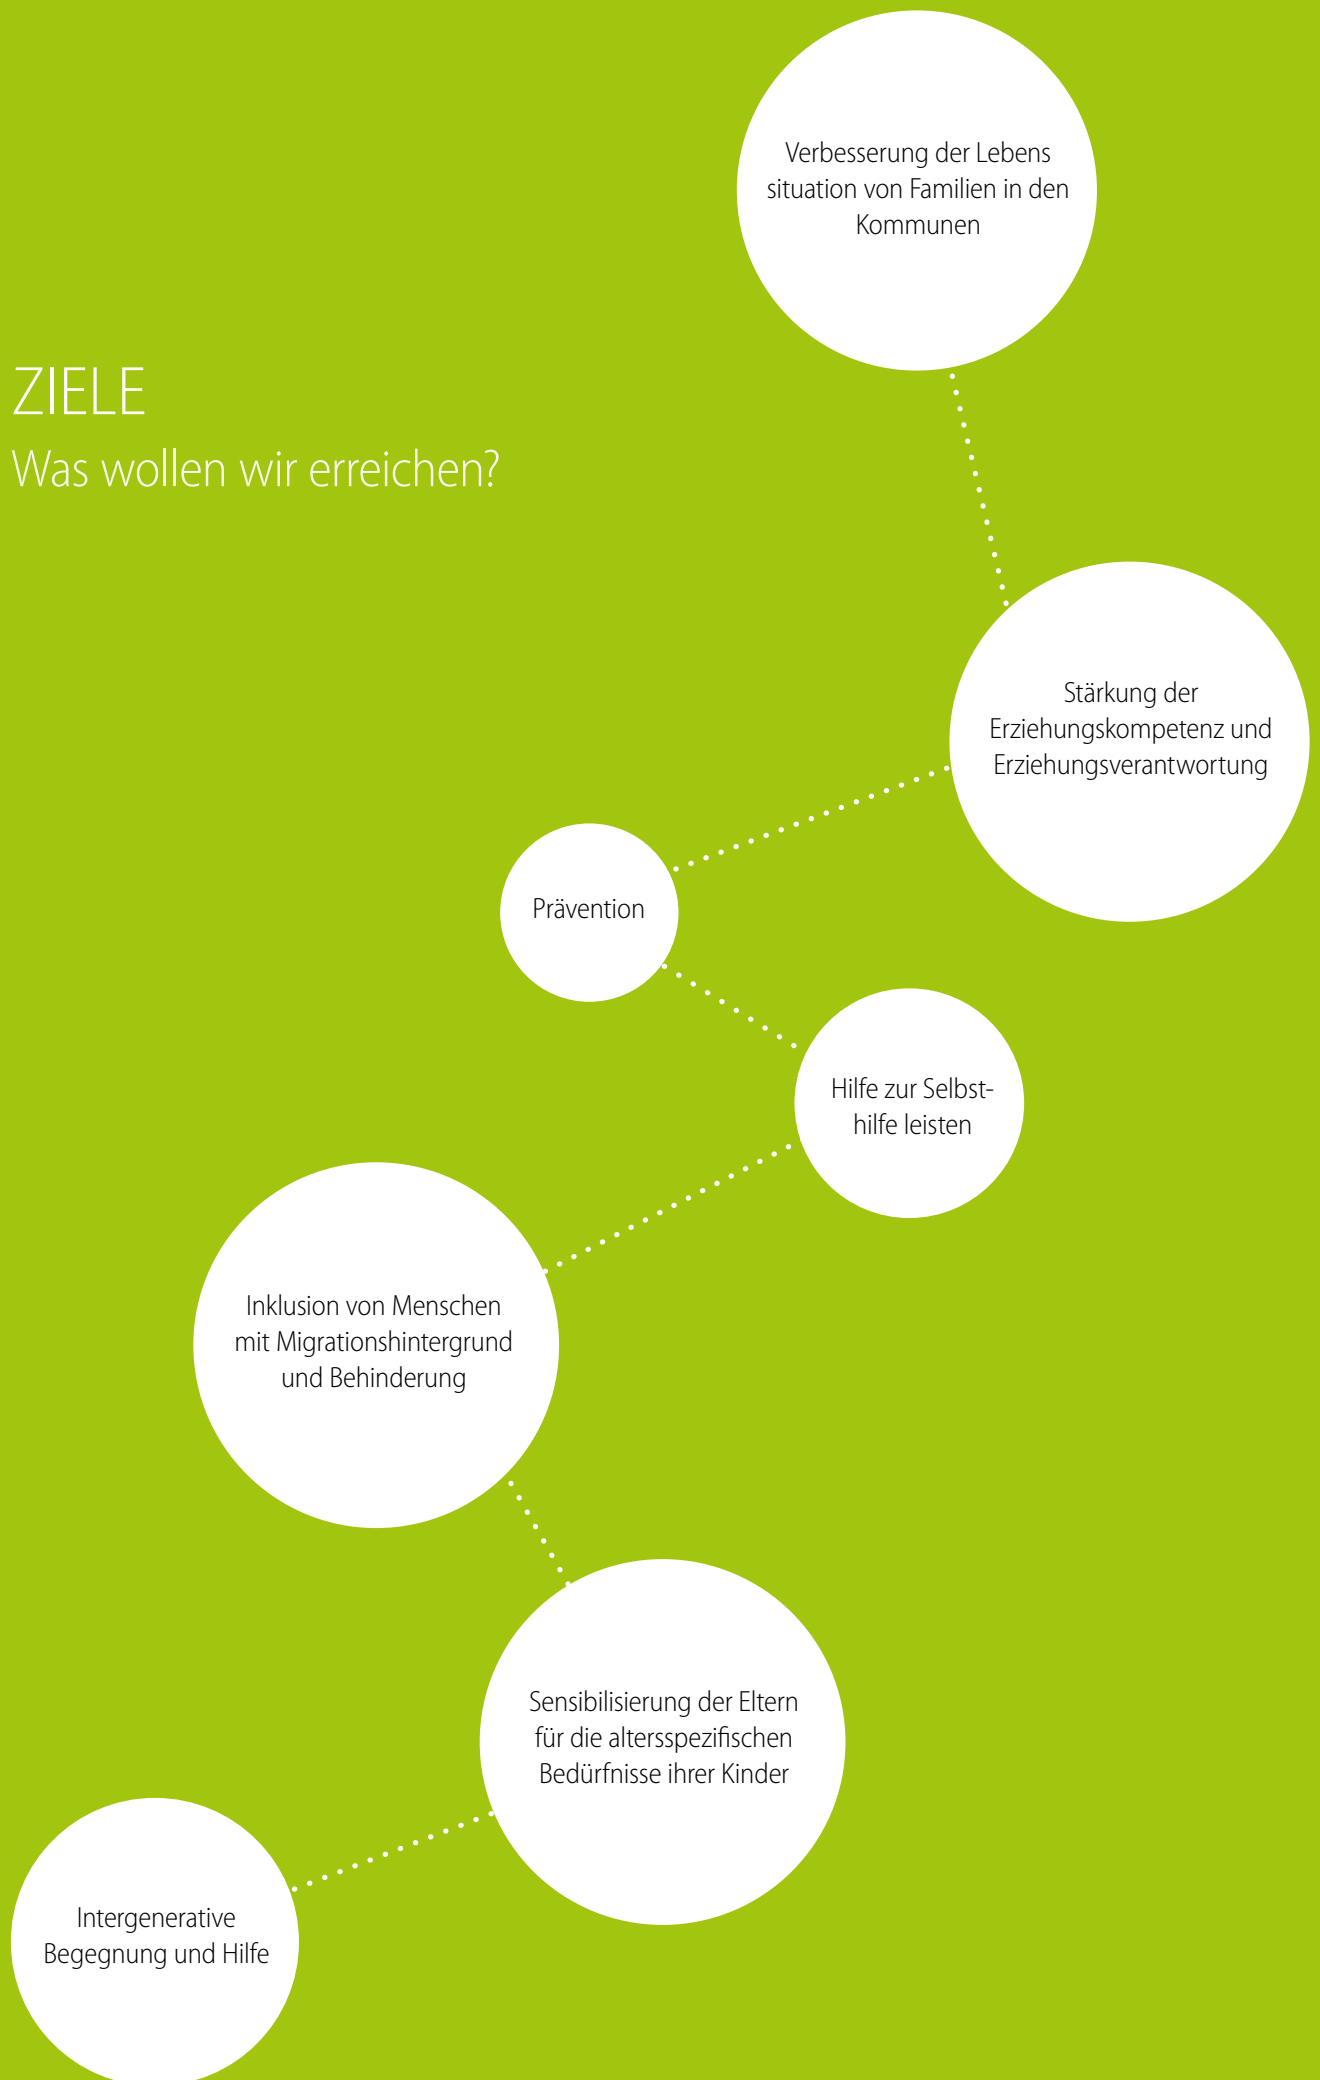 ZIELE
Was wollen wir erreichen?
Verbesserung der Lebens
situation von Familien in den
Kommunen
Stärkung der
Erziehungskompetenz und
Erziehungsverantwortung
Prävention
Hilfe zur Selbst-
hilfe leisten
Inklusion von Menschen
mit Migrationshintergrund
und Behinderung
Sensibilisierung der Eltern
für die altersspezifischen
Bedürfnisse ihrer Kinder
Intergenerative
Begegnung und Hilfe